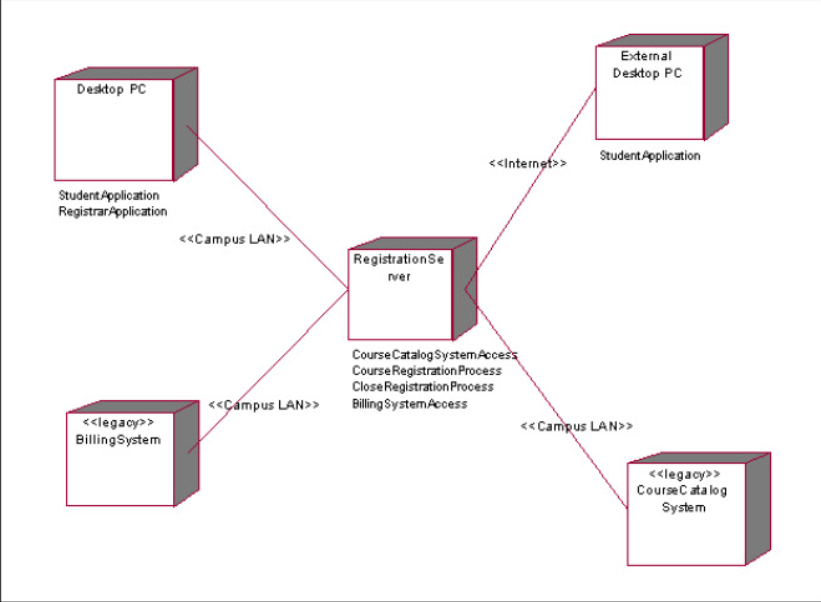 Desktop PC
StudentApplication
RegistrarApplication
External
Desktop PC
StudentApplication
<<Internet>>
<<Campus LAN>>
RegistrationSe
rver
CourseCatalogSystemAccess
CourseRegistrationProcess
CloseRegistrationProcess
BillingSystemAccess
<<Campus LAN>>
<<legacy>>
BillingSystem
<<Campus LAN>>
<<legacy>>
CourseCatalog
System